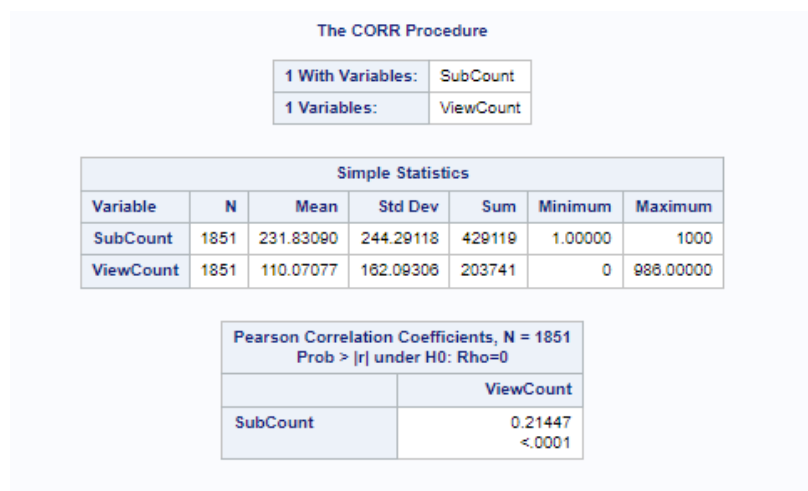 The CORR Procedure
1 With Variables: SubCount
1 Variables: ViewCount
Simple Statistics
Variable N Mean Std Dev Sum Minimum Maximum
SubCount 1851 231.83090 244.29118 429119 1.00000 1000
ViewCount 1851 110.07077 162.09306 203741 0 986.00000
Pearson Correlation Coefficients, N = 1851
Prob > |r| under H0: Rho=0
ViewCount
SubCount 0.21447
<.0001